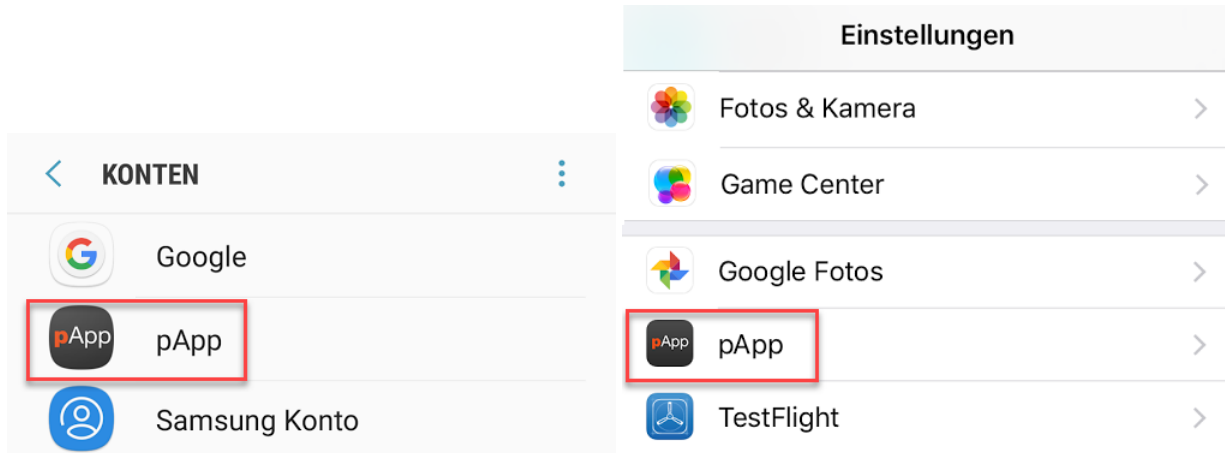 KONTEN
Google
pApp
pApp
Samsung Konto
Einstellungen
Fotos & Kamera
Game Center
Google Fotos
pApp
pApp
TestFlight